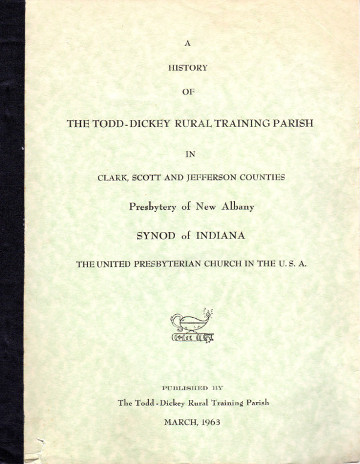 A
HISTORY
OF
THE TODD-DICKEY RURAL TRAINING PARISH
IN
CLARK, SCOTT AND JEFFERSON COUNTIES
Presbytery of New Albany
SYNOD of INDIANA
THE UNITED PRESBYTERIAN CHURCH IN THE U. S. A.
PUBLISHED BY
The Todd-Dickey Rural Training Parish
MARCH, 1963